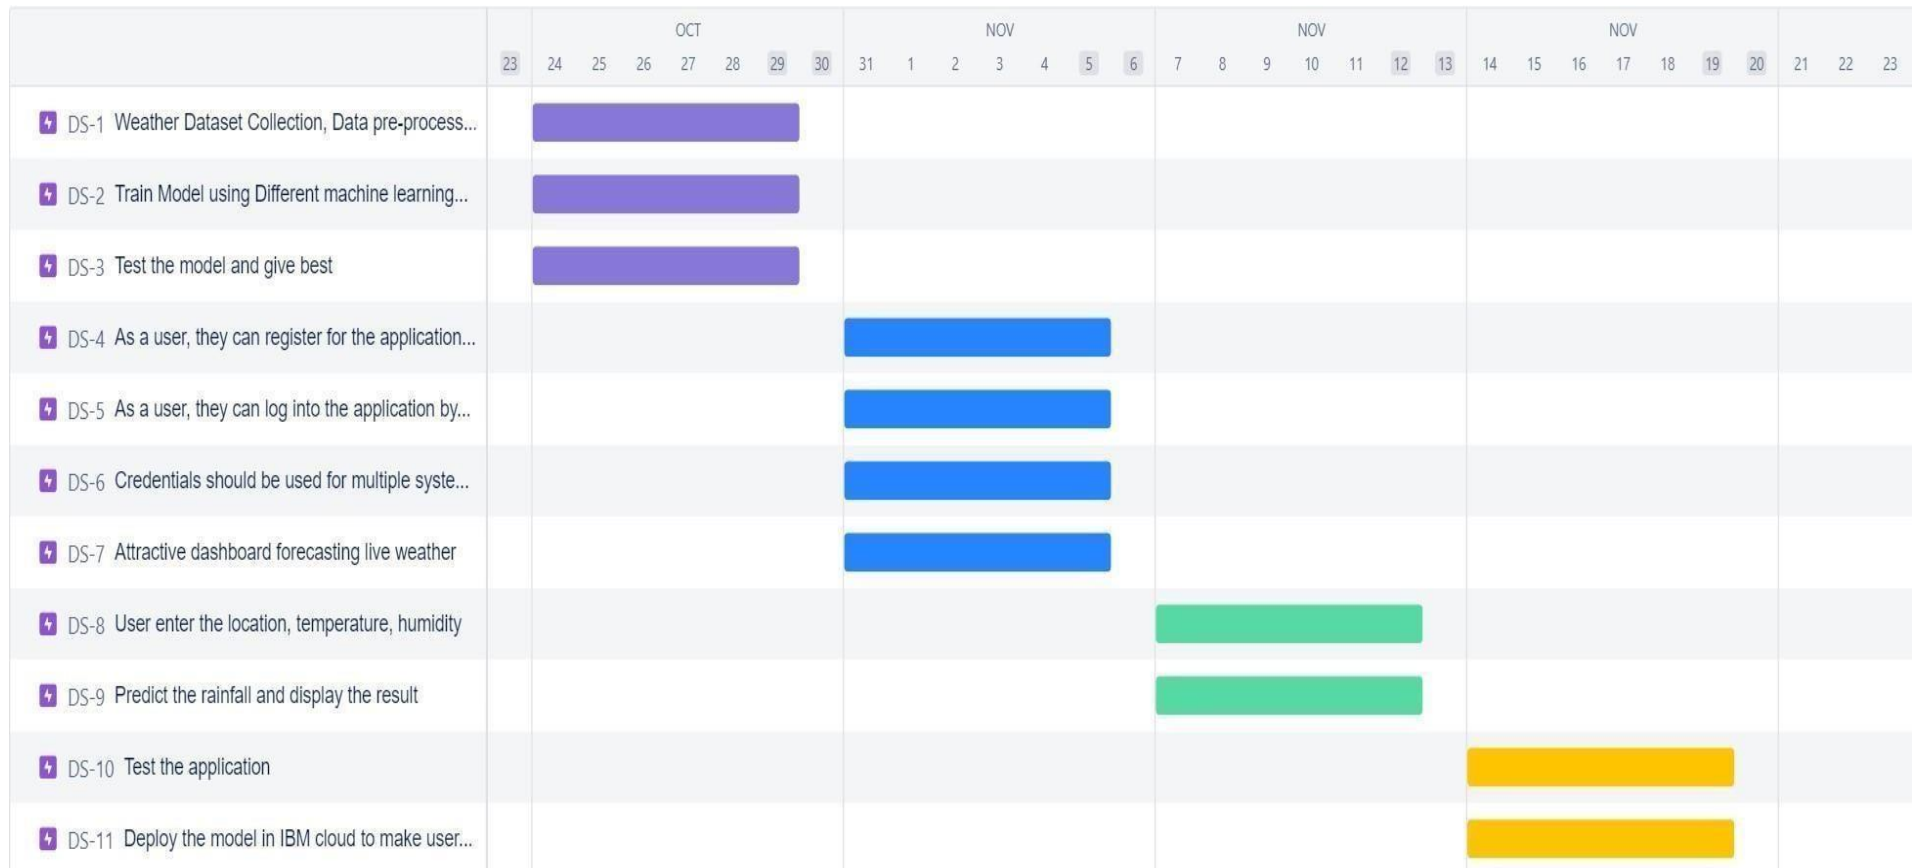 OCT NOV NOV NOV
23 24 25 26 27 28 29 30 31 1 2 3 4 5 6 7 8 9 10 11 12 13 14 15 16 17 18 19 20 21 22 23
DS-1 Weather Dataset Collection, Data pre-process...
DS-2 Train Model using Different machine learning...
DS-3 Test the model and give best
DS-4 As a user, they can register for the application...
DS-5 As a user, they can log into the application by...
DS-6 Credentials should be used for multiple syste...
DS-7 Attractive dashboard forecasting live weather
DS-8 User enter the location, temperature, humidity
DS-9 Predict the rainfall and display the result
DS-10 Test the application
DS-11 Deploy the model in IBM cloud to make user...